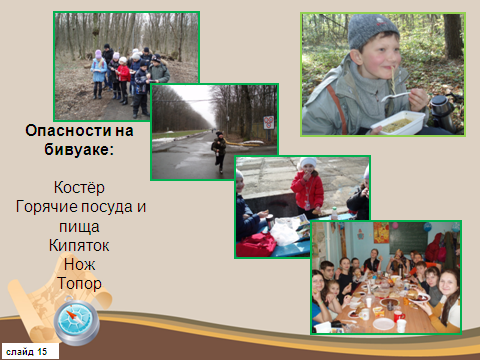 Опасности на
бивуаке:
Костёр
Горячие посуда и
пища
Кипяток
Нож
Топор
слайд 15